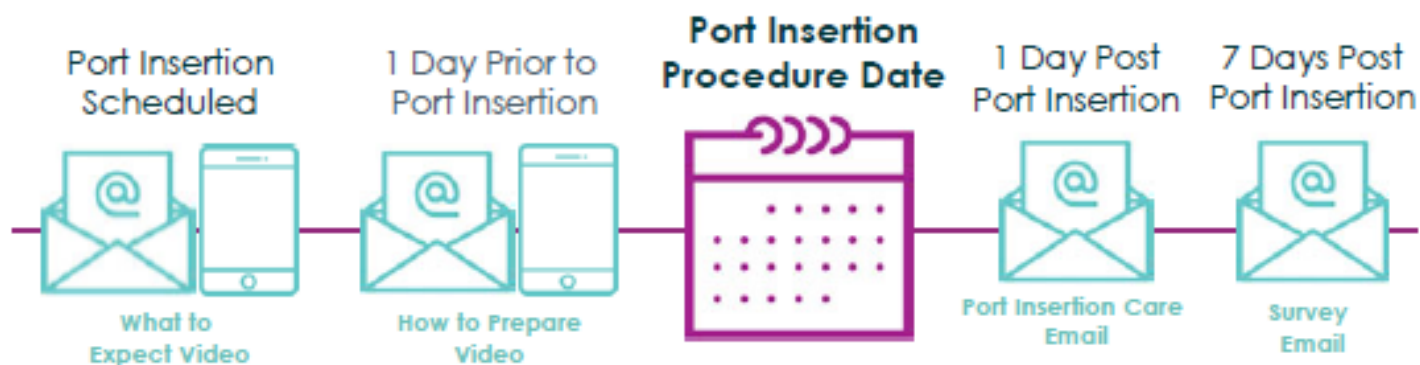 Port Insertion
Scheduled
1 Day Prior to
Port Insertion
Port Insertion
Procedure Date
1 Day Post
Port Insertion
7 Days Post
Port Insertion
@
@
@
@
What to
Expect Video
How to Prepare
Video
Port Insertion Care
Email
Survey
Email